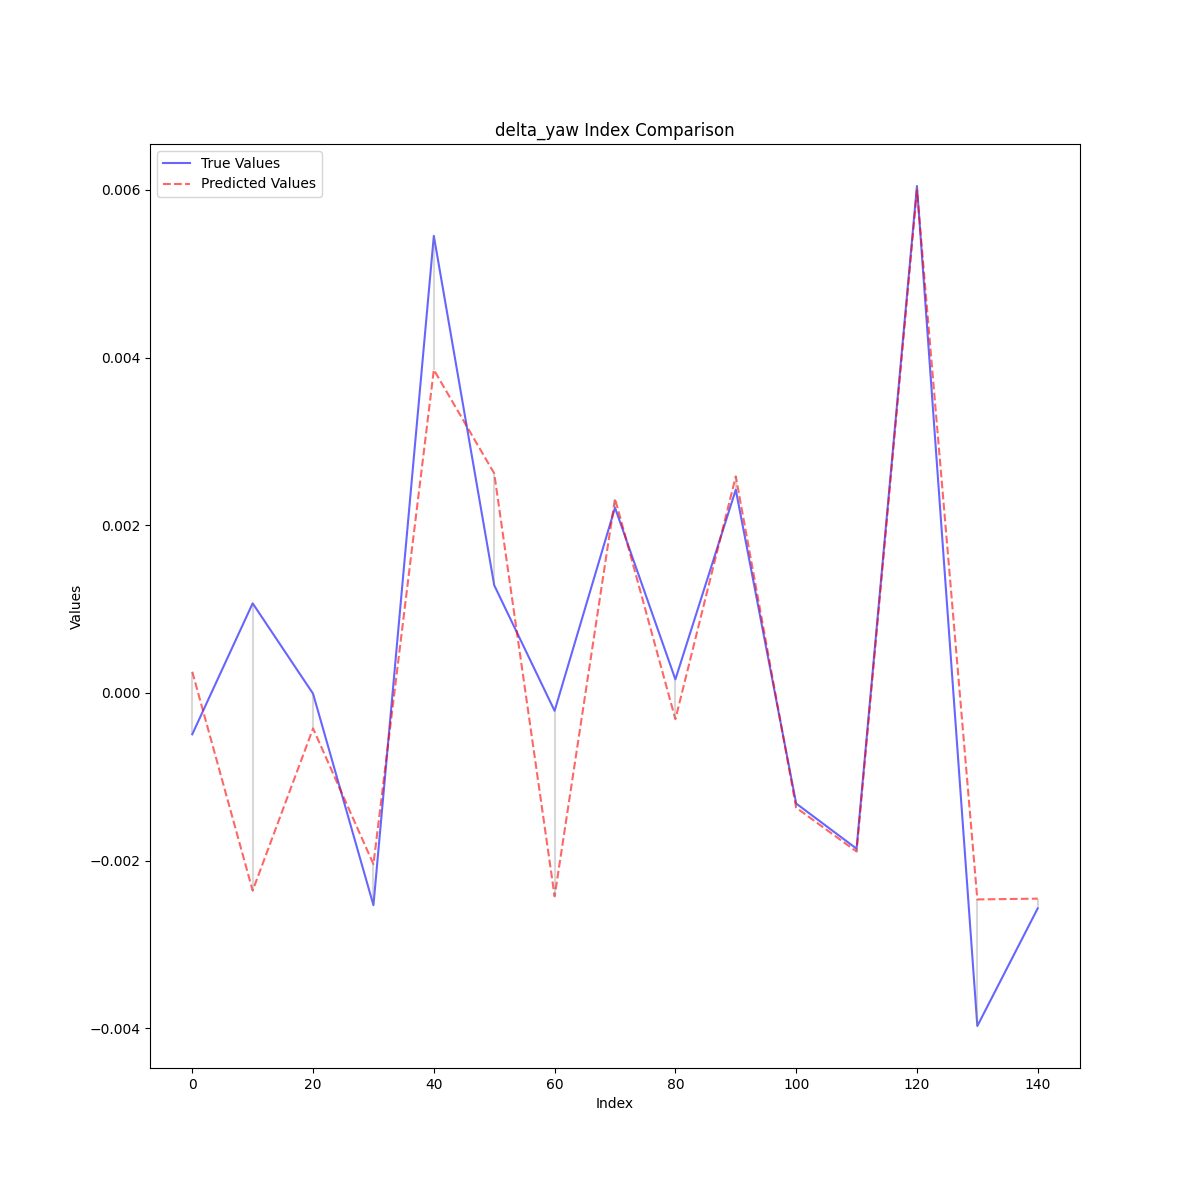 delta_yaw Index Comparison
True Values
Predicted Values
0.006
0.004
0.002
0.000
−0.002
−0.004
Values
0 20 40 60 80 100 120 140
Index